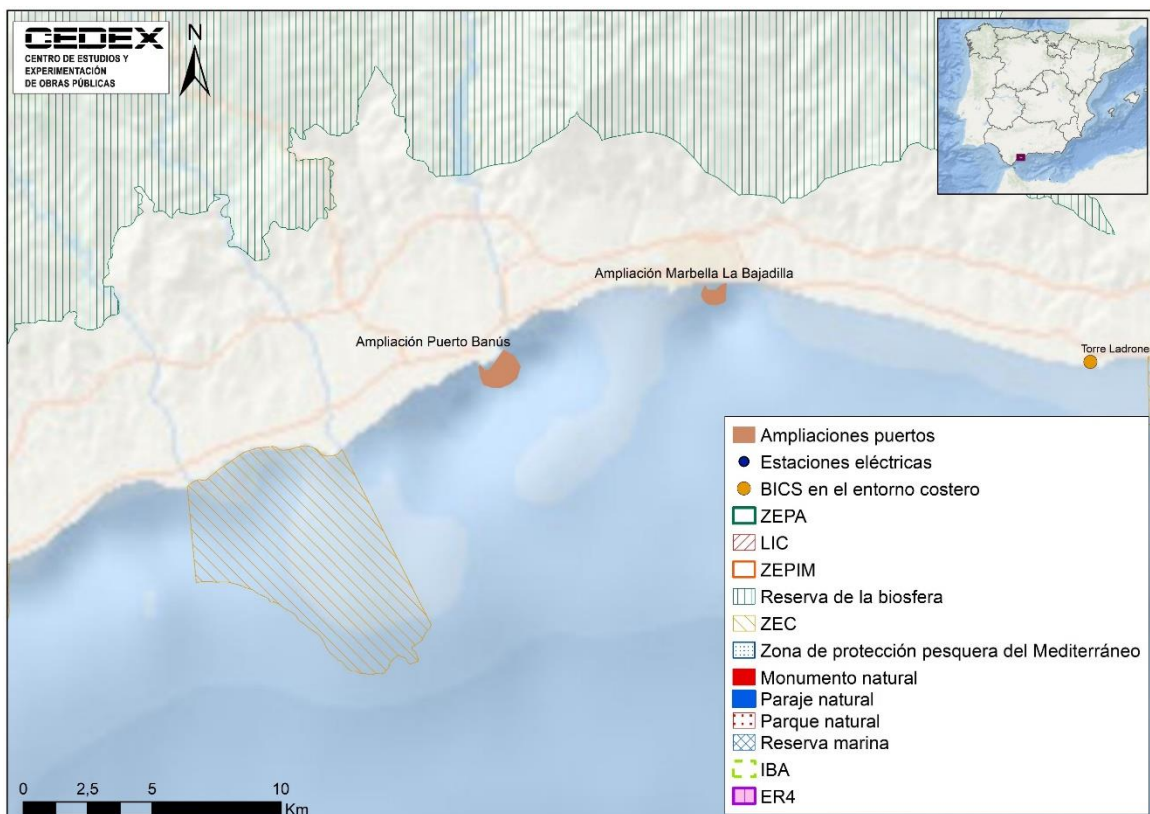 CEDEX
CENTRO DE ESTUDIOS Y
EXPERIMENTACIÓN
DE OBRAS PÚBLICAS
N
Ampliación Marbella La Bajadilla
Ampliación Puerto Banús
Torre Ladrone
Ampliaciones puertos
Estaciones eléctricas
BICS en el entorno costero
ZEPA
LIC
ZEPIM
Reserva de la biosfera
ZEC
Zona de protección pesquera del Mediterráneo
Monumento natural
Paraje natural
Parque natural
Reserva marina
IBA
ER4
0 2,5 5 10
Km